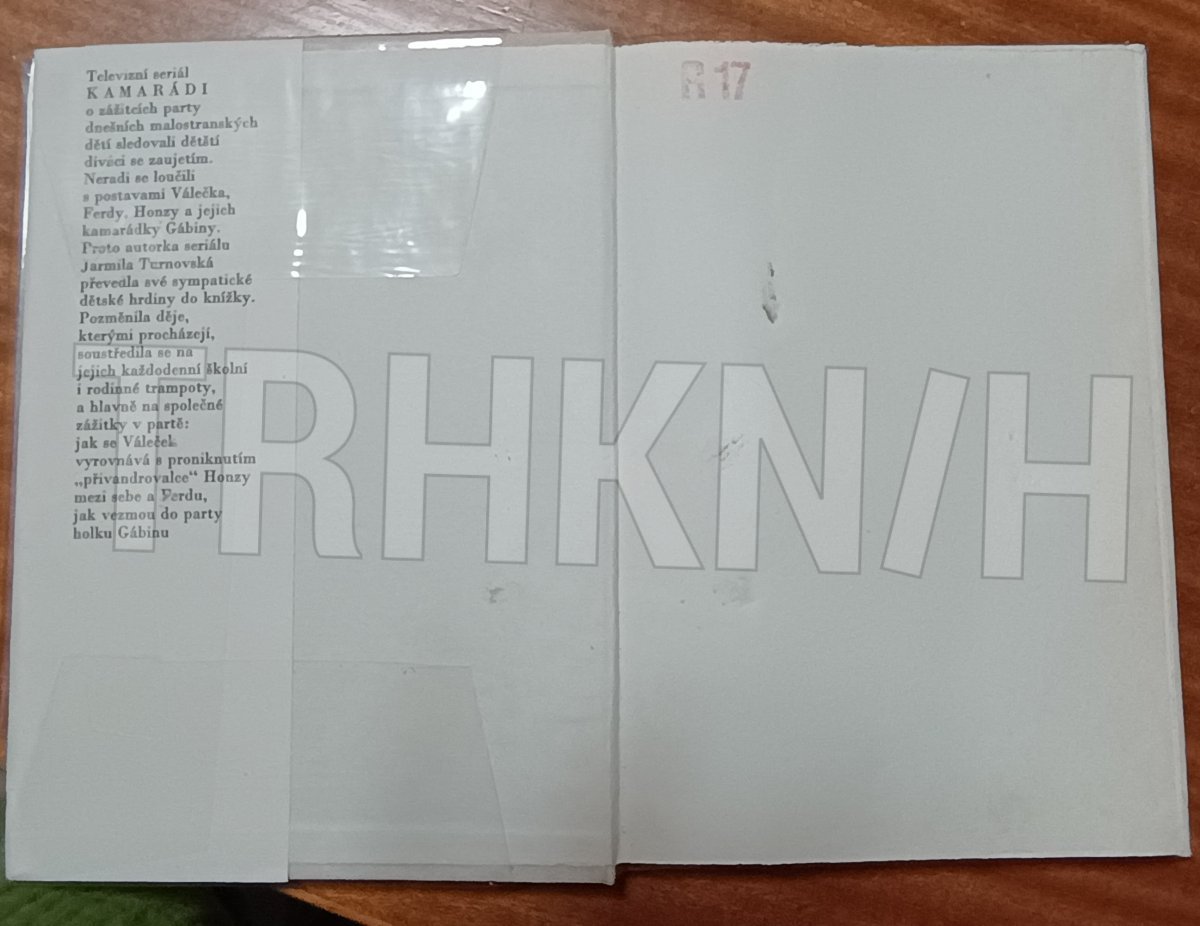 Televizní seriál
KAMARÁDI
o zážitcích party
dnešních malostranských
dětí sledovali dětští
diváci se zaujetím.
Neradi se loučili
s postavami Válečka,
Ferdy, Honzy a jejich
kamarádky Gábiny.
Proto autorka seriálu
Jarmila Turnovská
převedla své sympatické
dětské hrdiny do knížky.
Pozměnila děje,
kterými procházejí,
soustředila se na
jejich každodenní školní
i rodinné trampoty,
a hlavně na společné
zážitky v partě:
jak se Váleček
vyrovnává s proniknutím
„přivandrovalce“ Honzy
mezi sebe a Ferdu,
jak vezmou do party
holku Gábinu
R 17
TRHKN/H